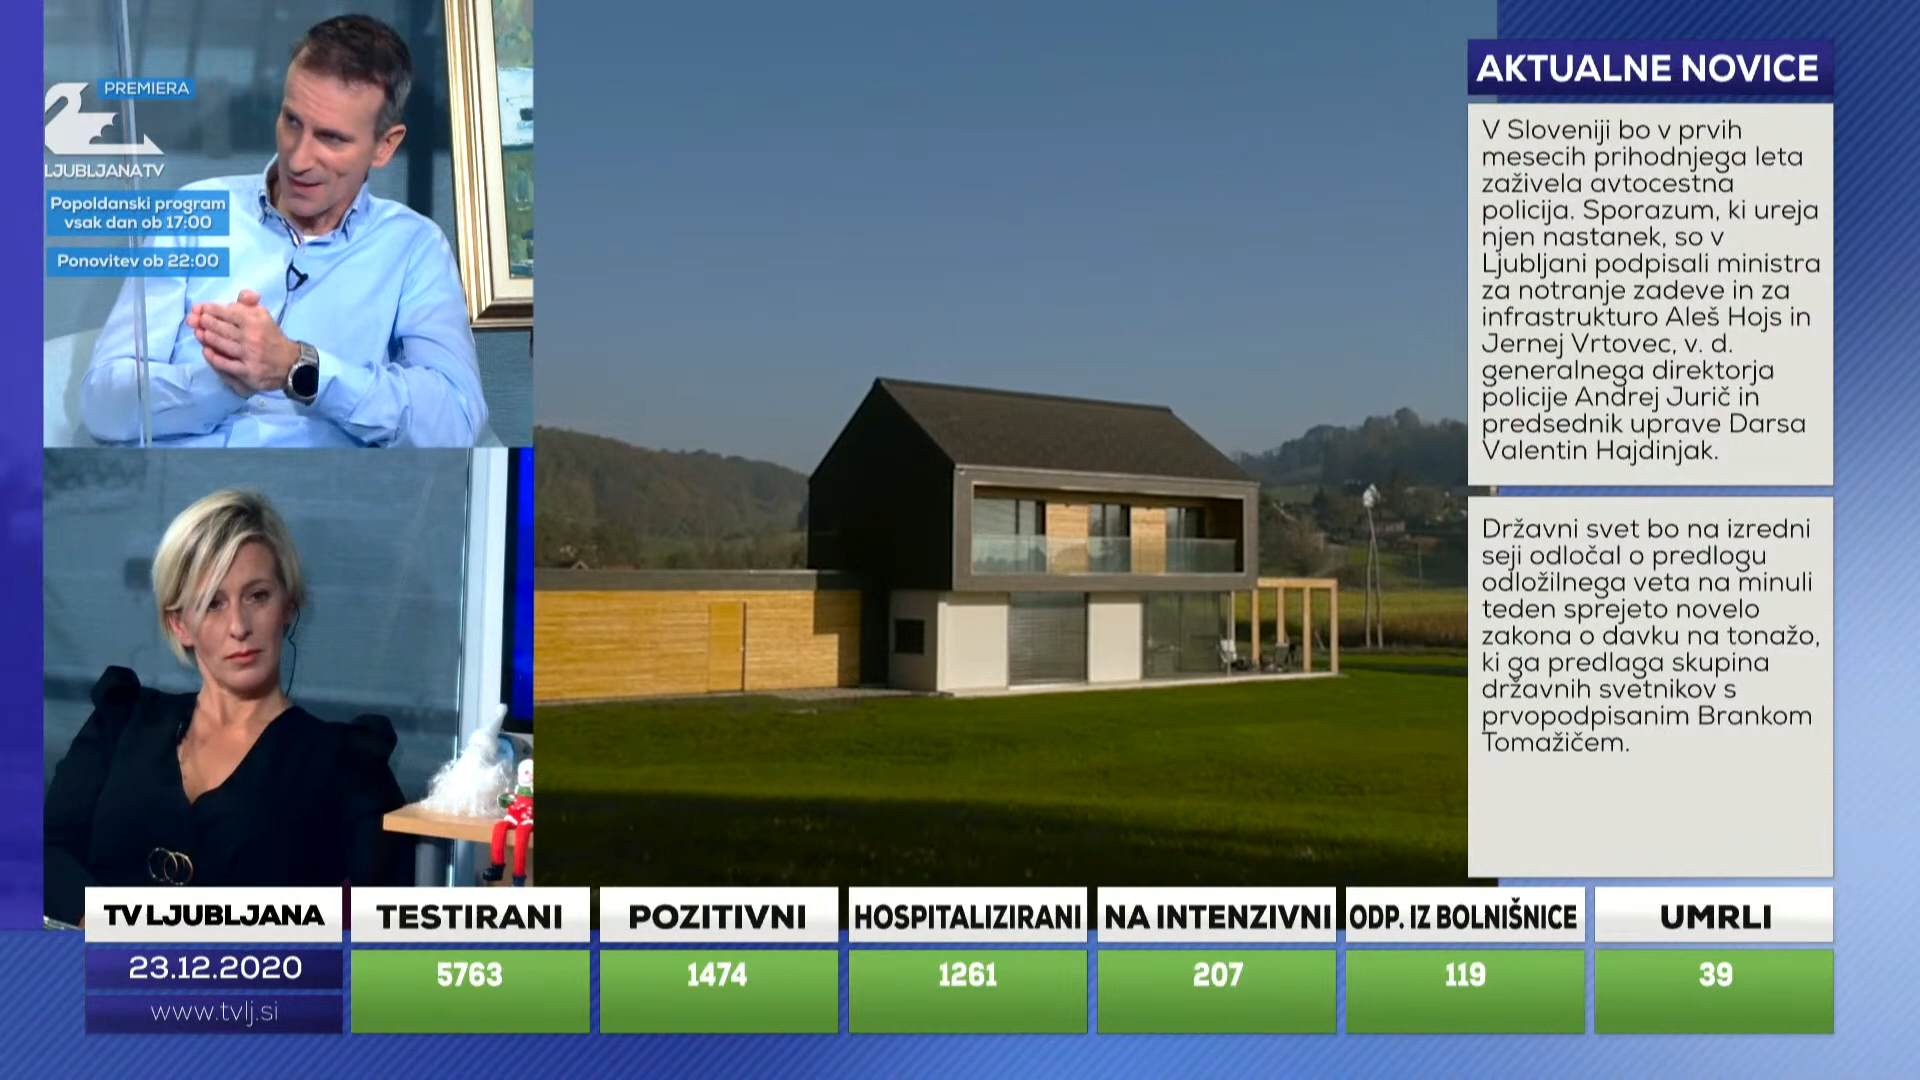 PREMIERA
LJUBLJANATV
Popoldanski program
vsak dan ob 17:00
Ponovitev ob 22:00
AKTUALNE NOVICE
V Sloveniji bo v prvih
mesecih prihodnjega leta
zaživela avtocestna
policija. Sporazum, ki ureja
njen nastanek, so v
Ljubljani podpisali ministra
za notranje zadeve in za
infrastrukturo Aleš Hojs in
Jernej Vrtovec, v. d.
generalnega direktorja
policije Andrej Jurič in
predsednik uprave Darsa
Valentin Hajdinjak.
Državni svet bo na izredni
seji odločal o predlogu
odložilnega veta na minuli
teden sprejeto novelo
zakona o davku na tonažo,
ki ga predlaga skupina
državnih svetnikov s
prvopodpisanim Brankom
Tomažičem.
TV LJUBLJANA
23.12.2020
www.tvlj.si
TESTIRANI
5763
POZITIVNI
1474
HOSPITALIZIRANI
1261
NA INTENZIVNI
207
ODP. IZ BOLNIŠNICE
119
UMRLI
39